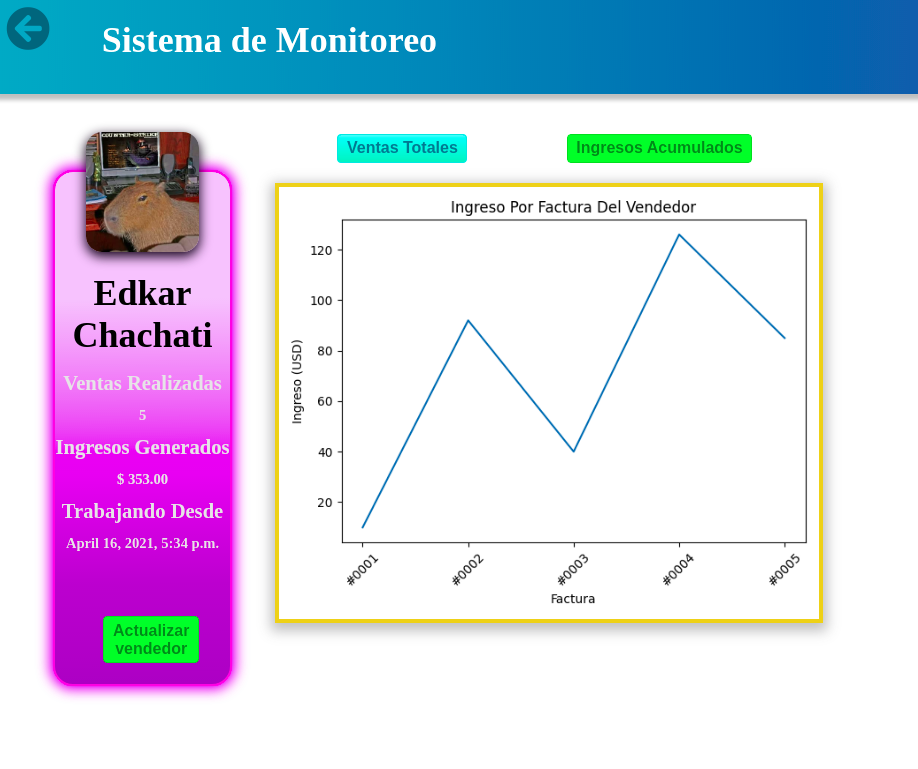 Sistema de Monitoreo
COUNTER-STRIKE
Edkar
Chachati
Ventas Realizadas
5
Ingresos Generados
$ 353.00
Trabajando Desde
April 16, 2021, 5:34 p.m.
Actualizar
vendedor
Ventas Totales
Ingresos Acumulados
Ingreso Por Factura Del Vendedor
120
100
80
60
40
20
Ingreso (USD)
#0001
#0002
#0003
#0004
#0005
Factura